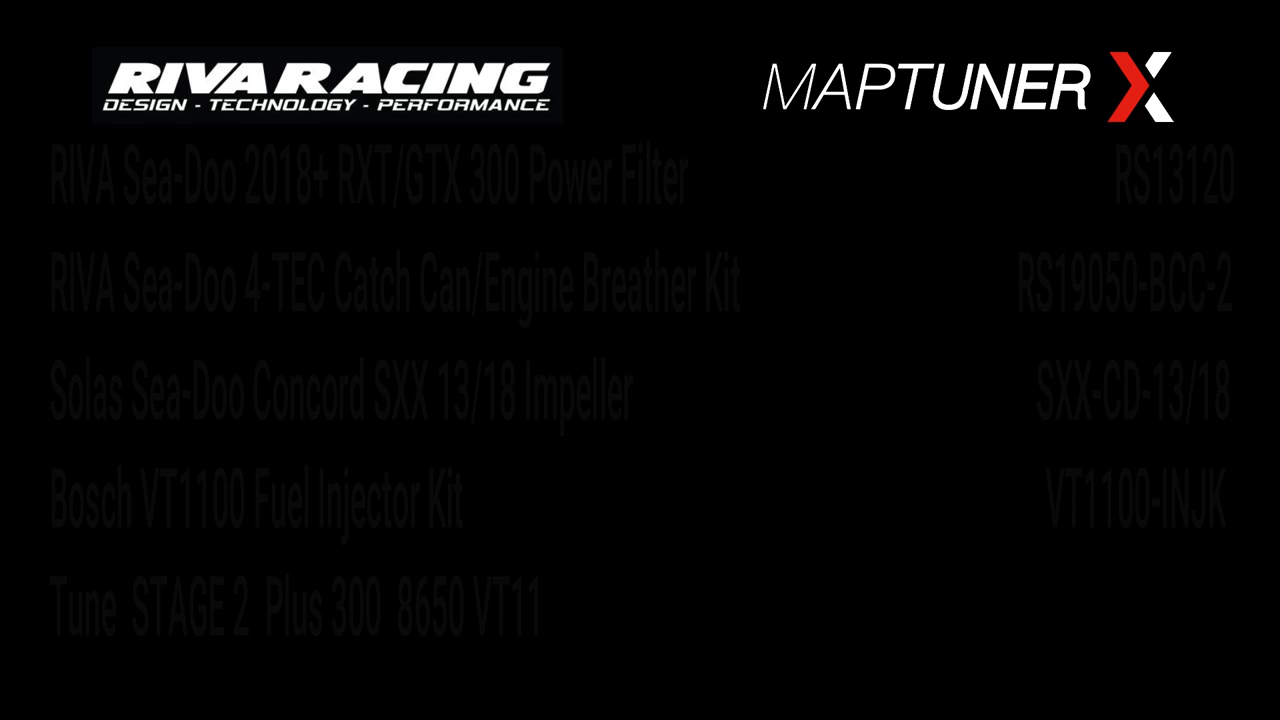 RIVA RACING
DESIGN - TECHNOLOGY - PERFORMANCE
MAPTUNER X
RIVA Sea-Doo 2018+ RXT/GTX 300 Power Filter RS13120
RIVA Sea-Doo 4-TEC Catch Can/Engine Breather Kit RS19050-BCC-2
Solas Sea-Doo Concord SXX 13/18 Impeller SXX-CD-13/18
Bosch VT1100 Fuel Injector Kit VT1100-INJK
Tune STAGE 2 Plus 300 8650 VT11